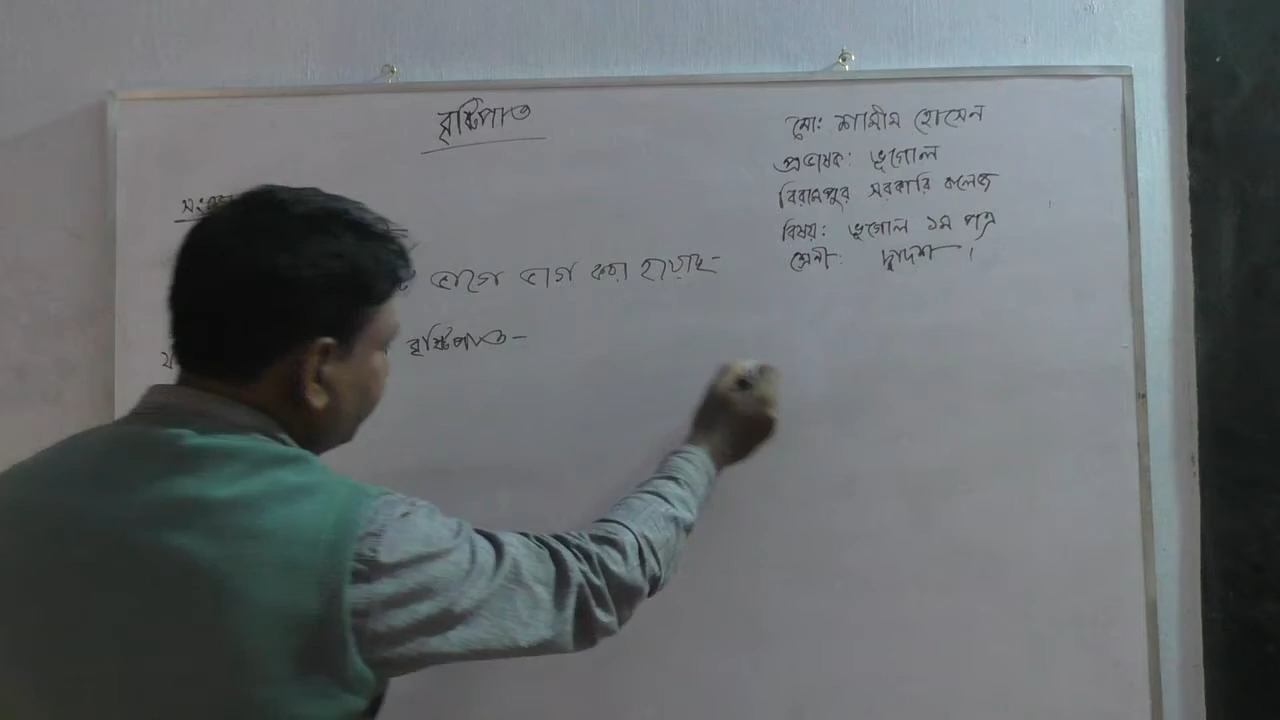 বৃষ্টিপাত
মোঃ শামীম হোসেন
প্রভাষক: ভূগোল
বিরামপুর সরকারি কলেজ
বিষয়: ভূগোল ১ম পত্র
শ্রেনী: দ্বাদশ ।
ভাগে ভাগ করা হয়েছে-
বৃষ্টিপাত-